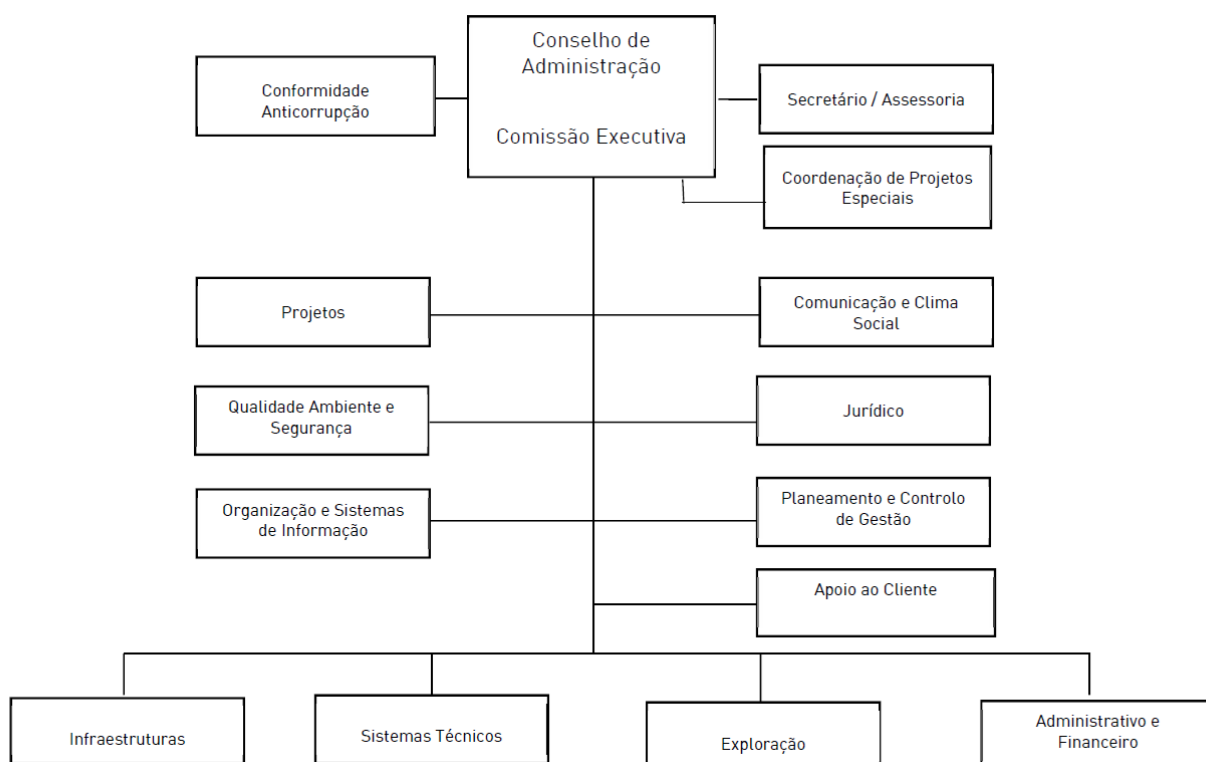 Conselho de
Administração
Comissão Executiva
Conformidade
Anticorrupção
Secretário / Assessoria
Coordenação de Projetos
Especiais
Projetos
Comunicação e Clima
Social
Qualidade Ambiente e
Segurança
Jurídico
Organização e Sistemas
de Informação
Planeamento e Controlo
de Gestão
Apoio ao Cliente
Infraestruturas
Sistemas Técnicos
Exploração
Administrativo e
Financeiro